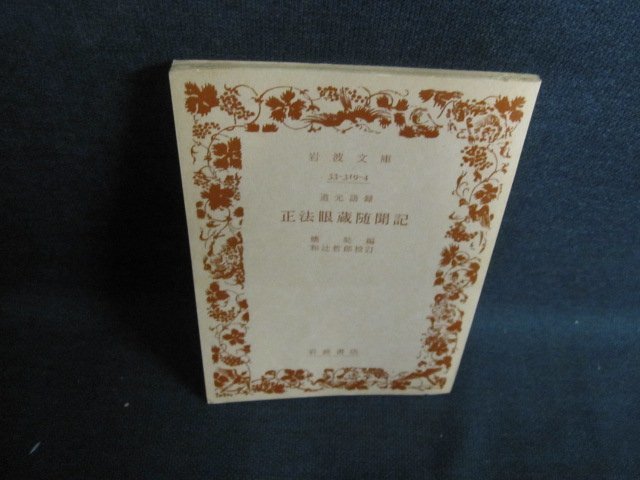 岩波文庫
33-319-4
道元語録
正法眼蔵随聞記
懐奘編
和辻哲郎校訂
岩波書店